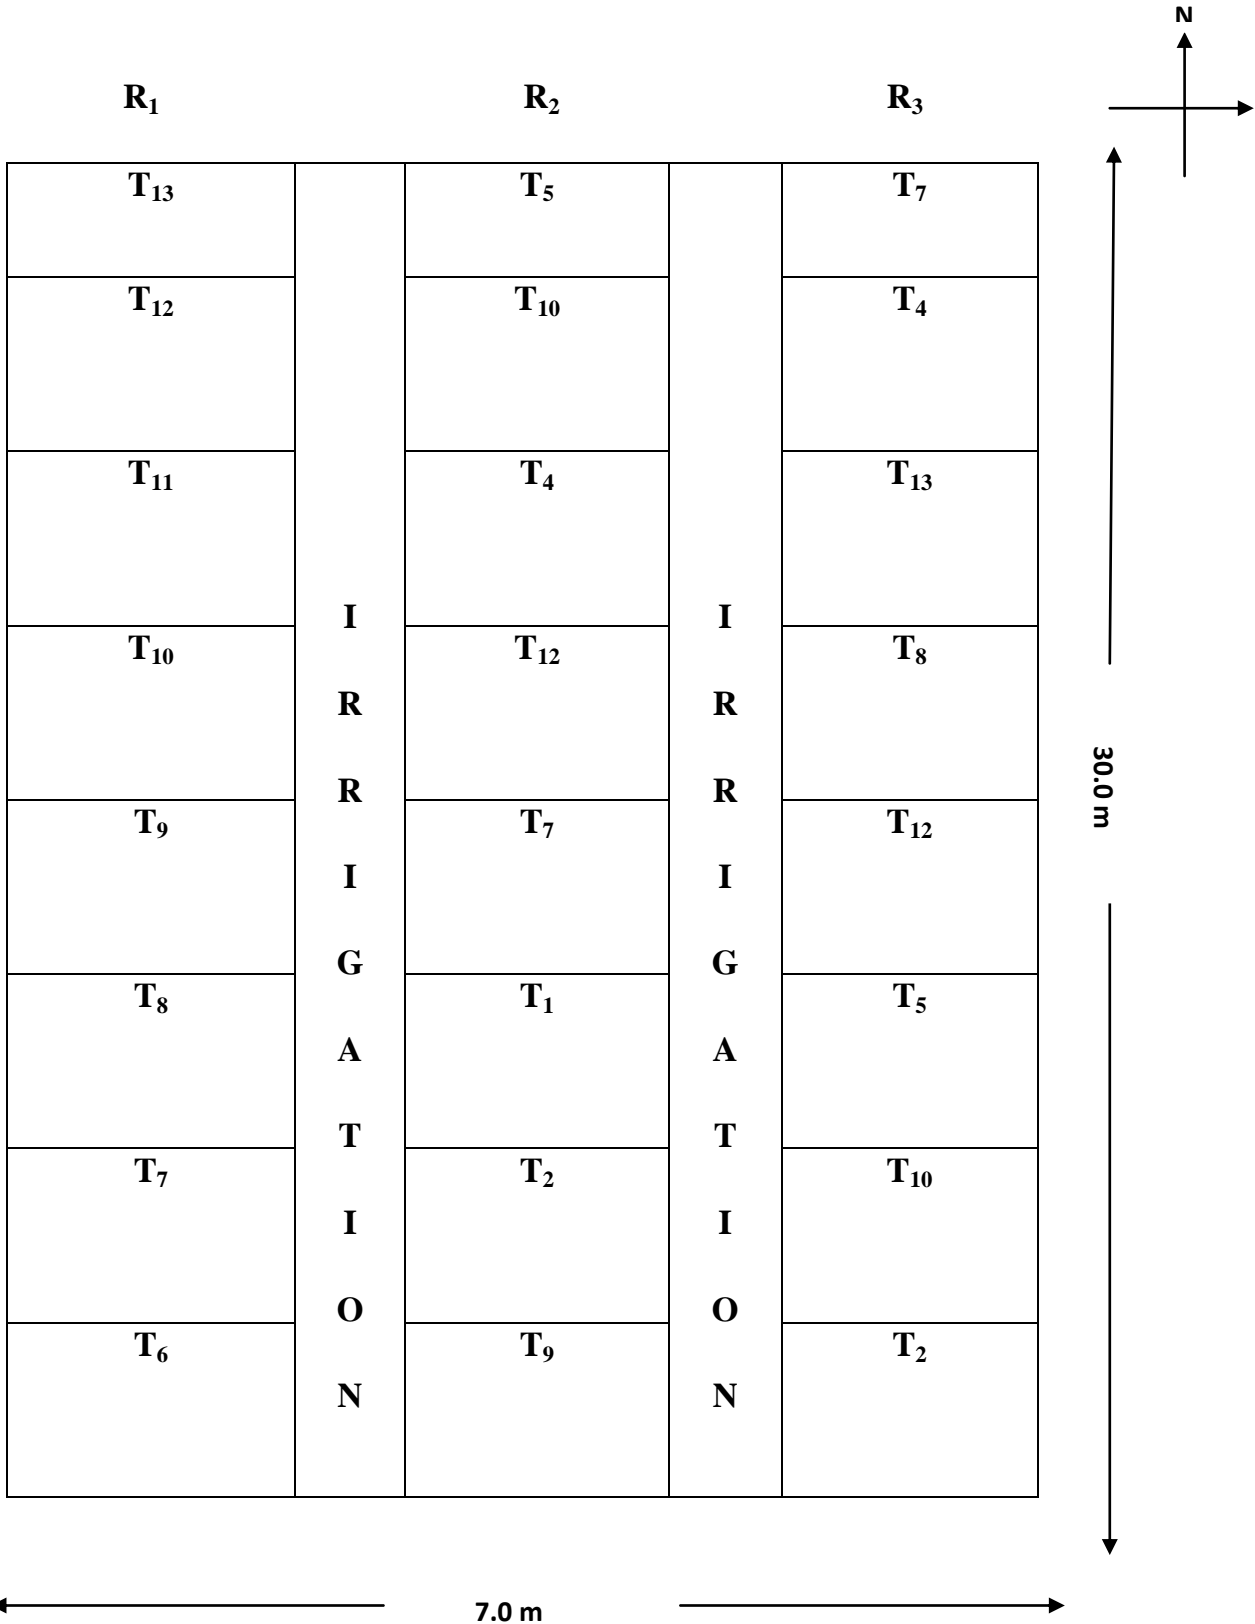 N
R₁ R₂ R₃
T₁₃ T₅ T₇
T₁₂ T₁₀ T₄
T₁₁ T₄ T₁₃
I I
T₁₀ T₁₂ T₈
R R
30.0 m
R R
T₉ T₇ T₁₂
I I
G G
T₈ T₁ T₅
A A
T T
T₇ T₂ T₁₀
I I
O O
T₆ T₉ T₂
N N
7.0 m